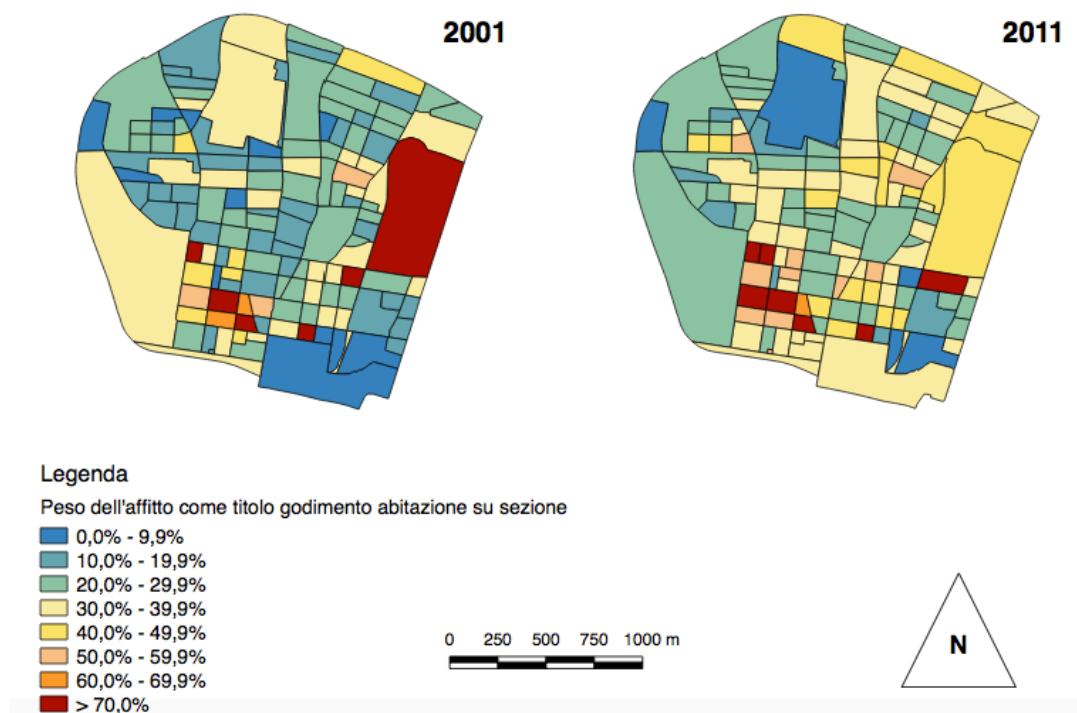 2001
2011
Legenda
Peso dell'affitto come titolo godimento abitazione su sezione
0,0% - 9,9%
10,0% - 19,9%
20,0% - 29,9%
30,0% - 39,9%
40,0% - 49,9%
50,0% - 59,9%
60,0% - 69,9%
> 70,0%
0 250 500 750 1000 m
N